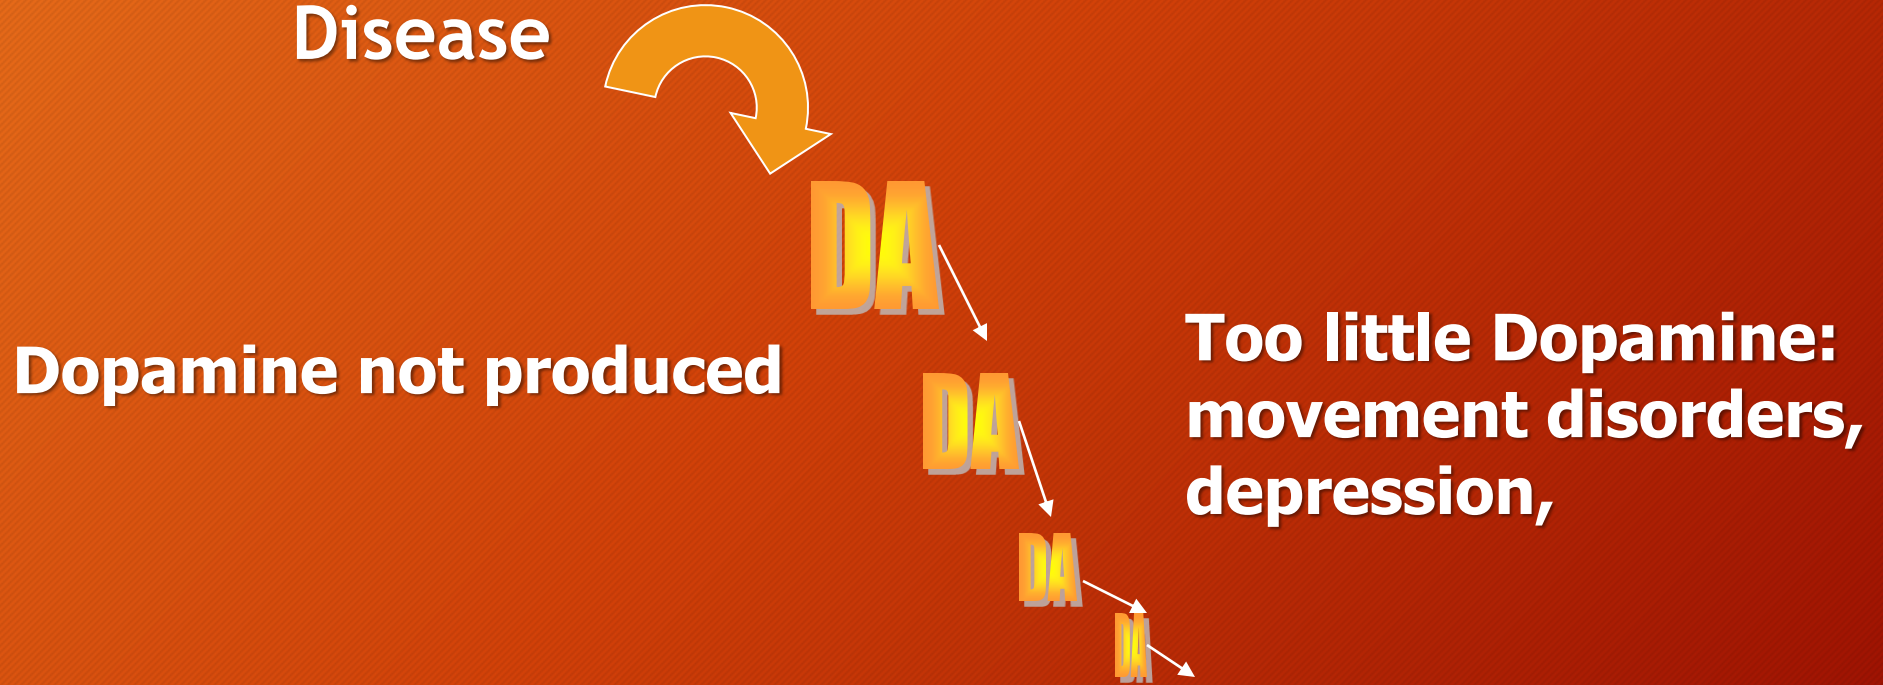 Disease
DA
Dopamine not produced
Too little Dopamine:
movement disorders,
depression,
DA
DA
DA